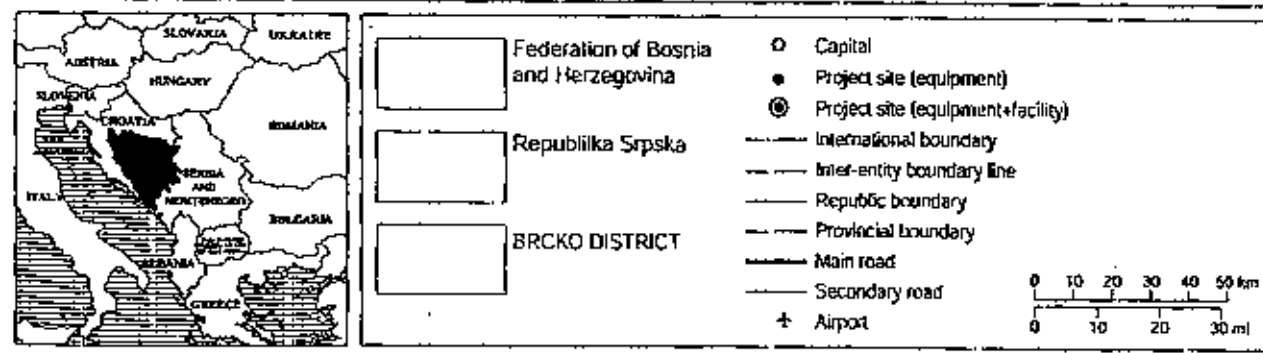 SLOVAKIA
UKRAINE
AUSTRIA
HUNGARY
SLOVENIA
CROATIA
ROMANIA
SERBIA
AND
MONTENEGRO
ITALY
BULGARIA
ALBANIA
GREECE
Federation of Bosnia
and Herzegovina
Republilka Srpska
BRCKO DISTRICT
Capital
Project site (equipment)
Project site (equipment+facility)
International boundary
Inter-entity boundary line
Republic boundary
Provincial boundary
Main road
Secondary road
Airport
0 10 20 30 40 50 km
0 10 20 30 mi